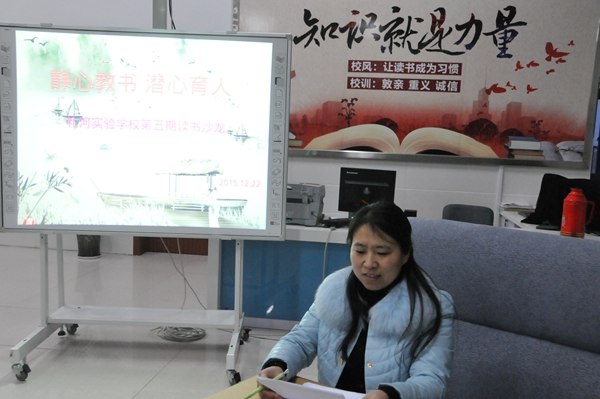 静心教书 潜心育人
河实验学校第五期读书沙龙
2015.12.22
知识就是力量
校风：让读书成为习惯
校训：敦亲 重义 诚信